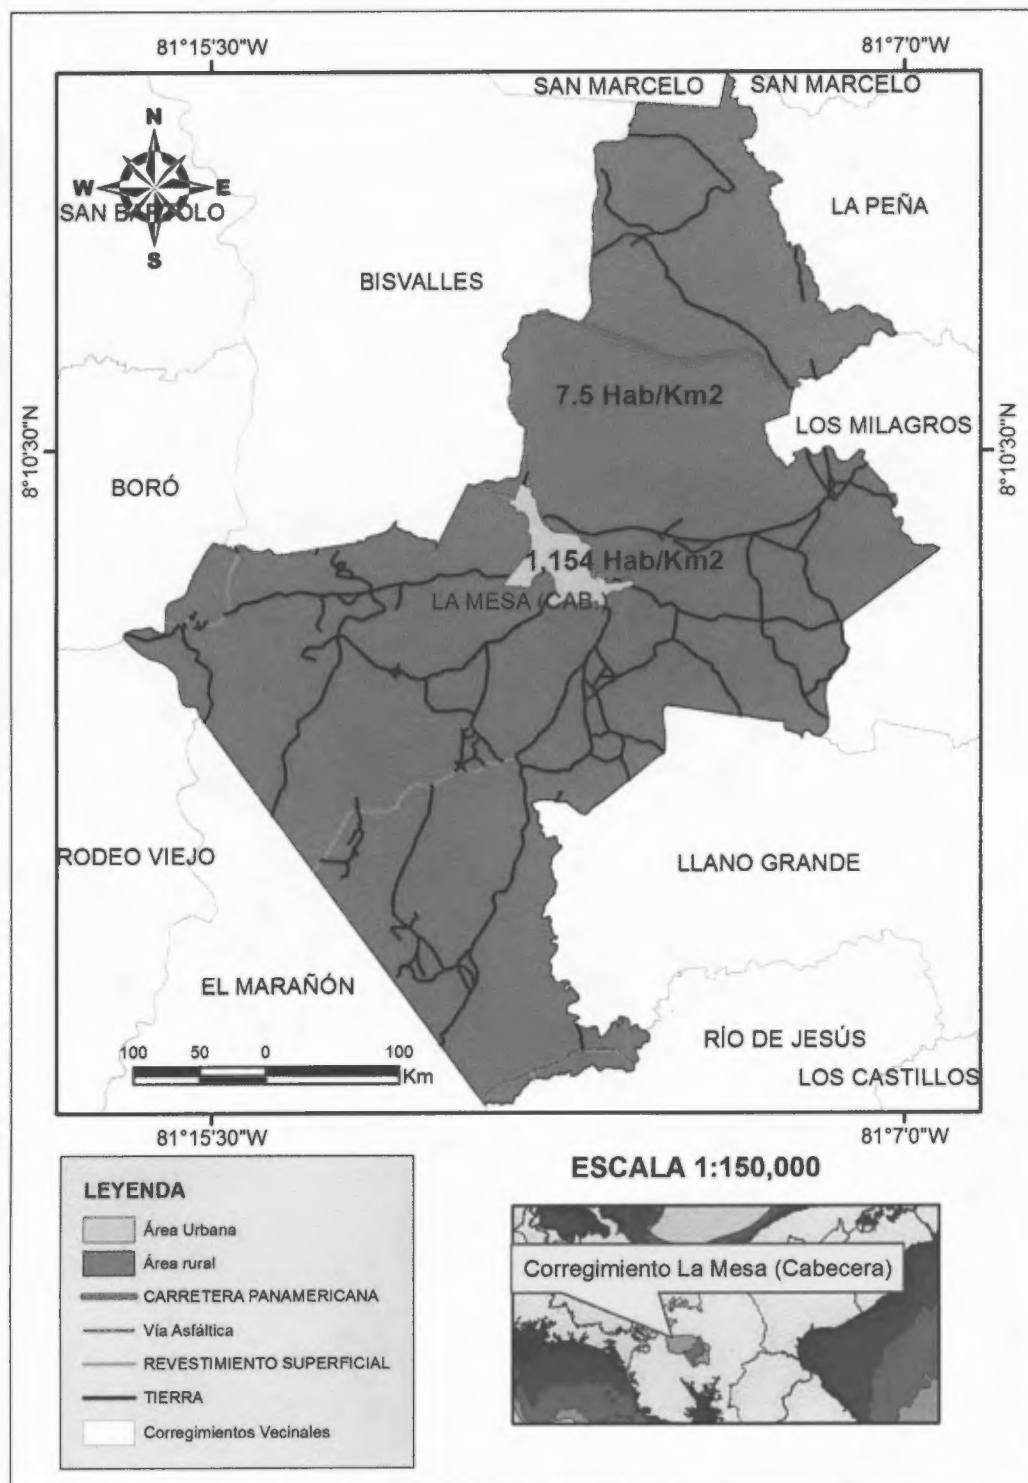 81°15'30"W
81°7'0"W
SAN MARCELO
SAN MARCELO
N
W
E
S
SAN BARTOLO
LA PEÑA
BISVALLES
7.5 Hab/Km2
LOS MILAGROS
8°10'30"N
8°10'30"N
BORÓ
1,154 Hab/Km2
LA MESA (CAB.)
RODEO VIEJO
LLANO GRANDE
EL MARAÑÓN
RÍO DE JESÚS
100 50 0 100
Km
LOS CASTILLOS
81°15'30"W
81°7'0"W
ESCALA 1:150,000
LEYENDA
Área Urbana
Área rural
CARRETERA PANAMERICANA
Vía Asfáltica
REVESTIMIENTO SUPERFICIAL
TIERRA
Corregimientos Vecinales
Corregimiento La Mesa (Cabecera)